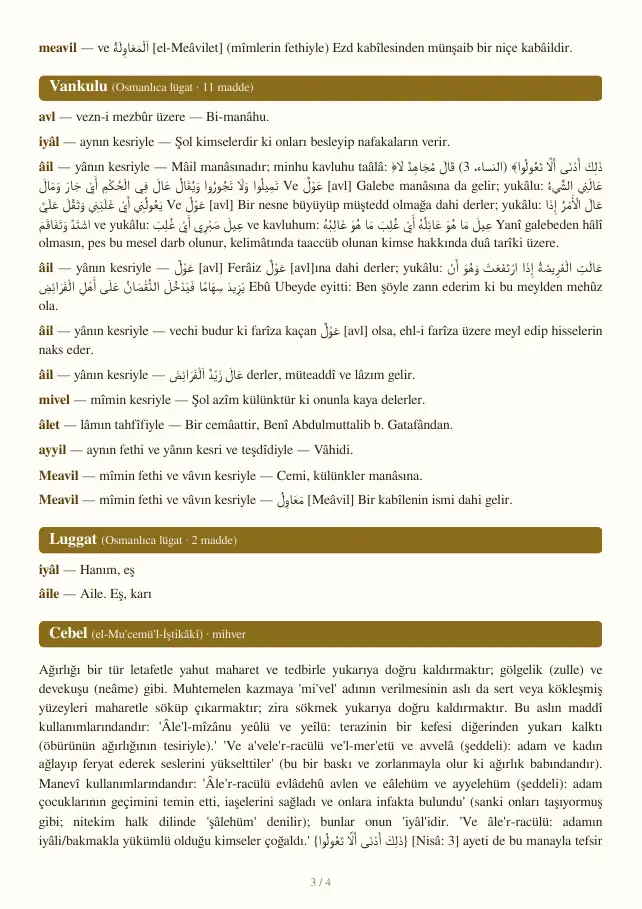 meavil — ve اَلْمَعَاوِلَةُ [el-Meâvilet] (mîmlerin fethiyle) Ezd kabîlesinden münşaib bir niçe kabâildir.
Vankulu (Osmanlıca lügat · 11 madde)
avl — vezn-i mezbûr üzere — Bi-manâhu.
iyâl — aynın kesriyle — Şol kimselerdir ki onları besleyip nafakaların verir.
âil — yânın kesriyle — Mâil manâsınadır; minhu kavluhu taâlâ: ﴿ذَلِكَ أَدْنَى أَلَّا تَعُولُوا﴾ (النساء، 3) قَالَ مُجَاهِدٌ لَا
تَمِيلُوا وَلَا تَجُورُوا وَيُقَالُ عَالَ فِي الْحُكْمِ أَيْ جَارَ وَمَالَ Ve عَوْلٌ [avl] Galebe manâsına da gelir; yukâlu: عَالَنِي الشَّيْءُ
يَعُولُنِي أَيْ غَلَبَنِي وَثَقُلَ عَلَيَّ Ve عَوْلٌ [avl] Bir nesne büyüyüp müştedd olmağa dahi derler; yukâlu: عَالَ الْأَمْرُ إِذَا
اشْتَدَّ وَتَفَاقَمَ ve yukâlu: عِيلَ صَبْرِي أَيْ غُلِبَ ve kavluhum: عِيلَ مَا هُوَ عَائِلُهُ أَيْ غُلِبَ مَا هُوَ غَالِبُهُ Yanî galebeden hâlî
olmasın, pes bu mesel darb olunur, kelimâtında taaccüb olunan kimse hakkında duâ tarîki üzere.
âil — yânın kesriyle — عَوْلٌ [avl] Ferâiz عَوْلٌ [avl]ına dahi derler; yukâlu: عَالَتِ الْفَرِيضَةُ إِذَا ارْتَفَعَتْ وَهُوَ أَنْ
يَزِيدَ سِهَامًا فَيَدْخُلَ النُّقْصَانُ عَلَى أَهْلِ الْفَرَائِضِ Ebû Ubeyde eyitti: Ben şöyle zann ederim ki bu meylden mehûz
ola.
âil — yânın kesriyle — vechi budur ki farîza kaçan عَوْلٌ [avl] olsa, ehl-i farîza üzere meyl edip hisselerin
naks eder.
âil — yânın kesriyle — عَالَ زَيْدٌ اَلْفَرَائِضَ derler, müteaddî ve lâzım gelir.
mivel — mîmin kesriyle — Şol azîm külünktür ki onunla kaya delerler.
âlet — lâmın tahfîfiyle — Bir cemâattir, Benî Abdulmuttalib b. Gatafândan.
ayyil — aynın fethi ve yânın kesri ve teşdîdiyle — Vâhidi.
Meavil — mîmin fethi ve vâvın kesriyle — Cemi, külünkler manâsına.
Meavil — mîmin fethi ve vâvın kesriyle — مَعَاوِلُ [Meâvil] Bir kabîlenin ismi dahi gelir.
Luggat (Osmanlıca lügat · 2 madde)
iyâl — Hanım, eş
âile — Aile. Eş, karı
Cebel (el-Mu'cemü'l-İştikâkî) · mihver
Ağırlığı bir tür letafetle yahut maharet ve tedbirle yukarıya doğru kaldırmaktır; gölgelik (zulle) ve
devekuşu (neâme) gibi. Muhtemelen kazmaya 'mi'vel' adının verilmesinin aslı da sert veya kökleşmiş
yüzeyleri maharetle söküp çıkarmaktır; zira sökmek yukarıya doğru kaldırmaktır. Bu aslın maddî
kullanımlarındandır: 'Âle'l-mîzânu yeûlü ve yeîlü: terazinin bir kefesi diğerinden yukarı kalktı
(öbürünün ağırlığının tesiriyle).' 'Ve a'vele'r-racülü ve'l-mer'etü ve avvelâ (şeddeli): adam ve kadın
ağlayıp feryat ederek seslerini yükselttiler' (bu bir baskı ve zorlanmayla olur ki ağırlık babındandır).
Manevî kullanımlarındandır: 'Âle'r-racülü evlâdehû avlen ve eâlehüm ve ayyelehüm (şeddeli): adam
çocuklarının geçimini temin etti, iaşelerini sağladı ve onlara infakta bulundu' (sanki onları taşıyormuş
gibi; nitekim halk dilinde 'şâlehüm' denilir); bunlar onun 'iyâl'idir. 'Ve âle'r-racülü: adamın
iyâli/bakmakla yükümlü olduğu kimseler çoğaldı.' {ذَلِكَ أَدْنَى أَلَّا تَعُولُوا} [Nisâ: 3] ayeti de bu manayla tefsir
3 / 4